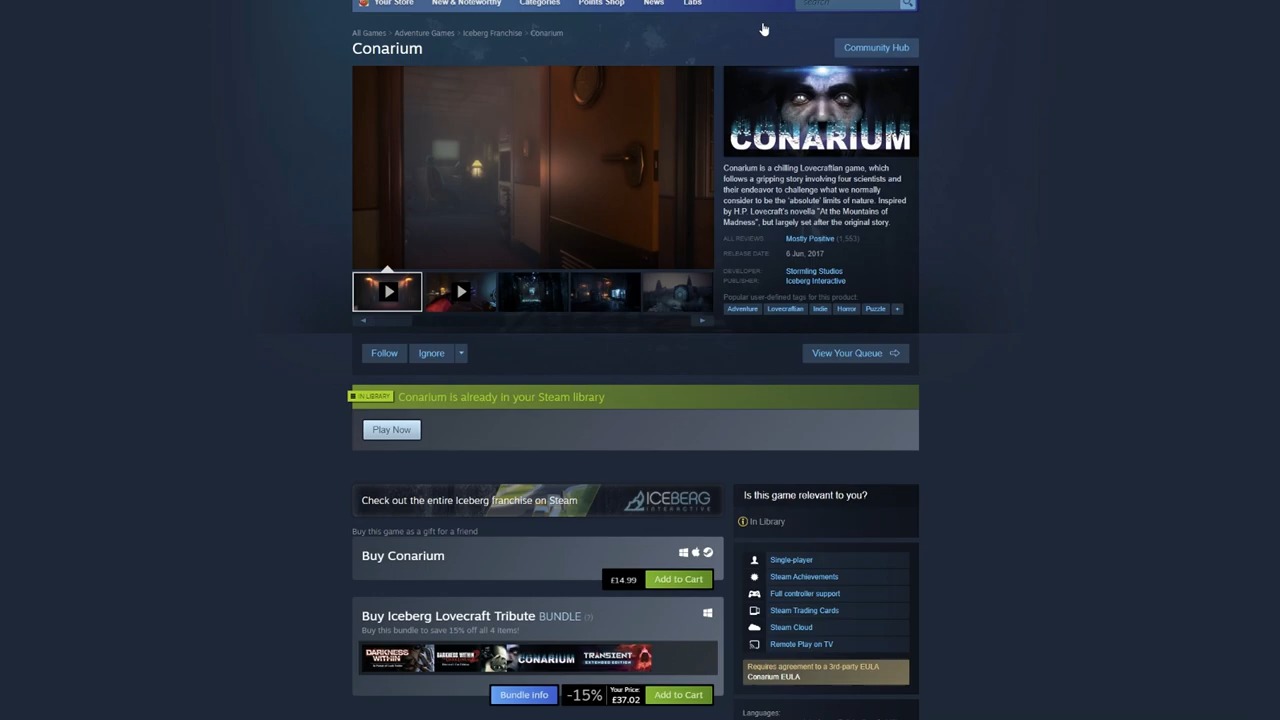 Your Store New & Noteworthy Categories Points Shop News Labs search
All Games > Adventure Games > Iceberg Franchise > Conarium
Conarium
Community Hub
CONARIUM
Conarium is a chilling Lovecraftian game, which
follows a gripping story involving four scientists and
their endeavor to challenge what we normally
consider to be the 'absolute' limits of nature. Inspired
by H.P. Lovecraft's novella "At the Mountains of
Madness", but largely set after the original story.
ALL REVIEWS: Mostly Positive (1,553)
RELEASE DATE: 6 Jun, 2017
DEVELOPER: Stormling Studios
PUBLISHER: Iceberg Interactive
Popular user-defined tags for this product:
Adventure Lovecraftian Indie Horror Puzzle +
Follow Ignore View Your Queue
IN LIBRARY Conarium is already in your Steam library
Play Now
Check out the entire Iceberg franchise on Steam
ICEBERG
INTERACTIVE
Buy this game as a gift for a friend
Buy Conarium
£14.99 Add to Cart
Buy Iceberg Lovecraft Tribute BUNDLE (?)
Buy this bundle to save 15% off all 4 items!
DARKNESS
WITHIN
DARKNESS
WITHIN
CONARIUM
TRANSIENT
EXTENDED EDITION
Bundle info -15% Your Price: £37.02 Add to Cart
Is this game relevant to you?
In Library
Single-player
Steam Achievements
Full controller support
Steam Trading Cards
Steam Cloud
Remote Play on TV
Requires agreement to a 3rd-party EULA
Conarium EULA
Languages: